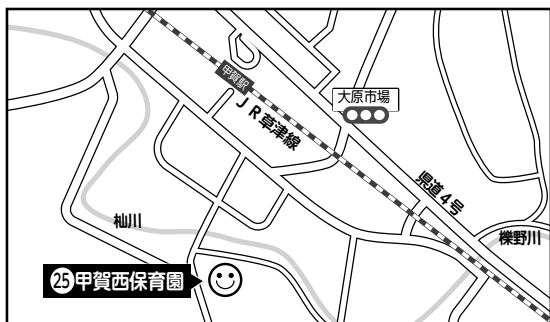 甲賀駅
大原市場
JR草津線
県道4号
杣川
櫟野川
25甲賀西保育園